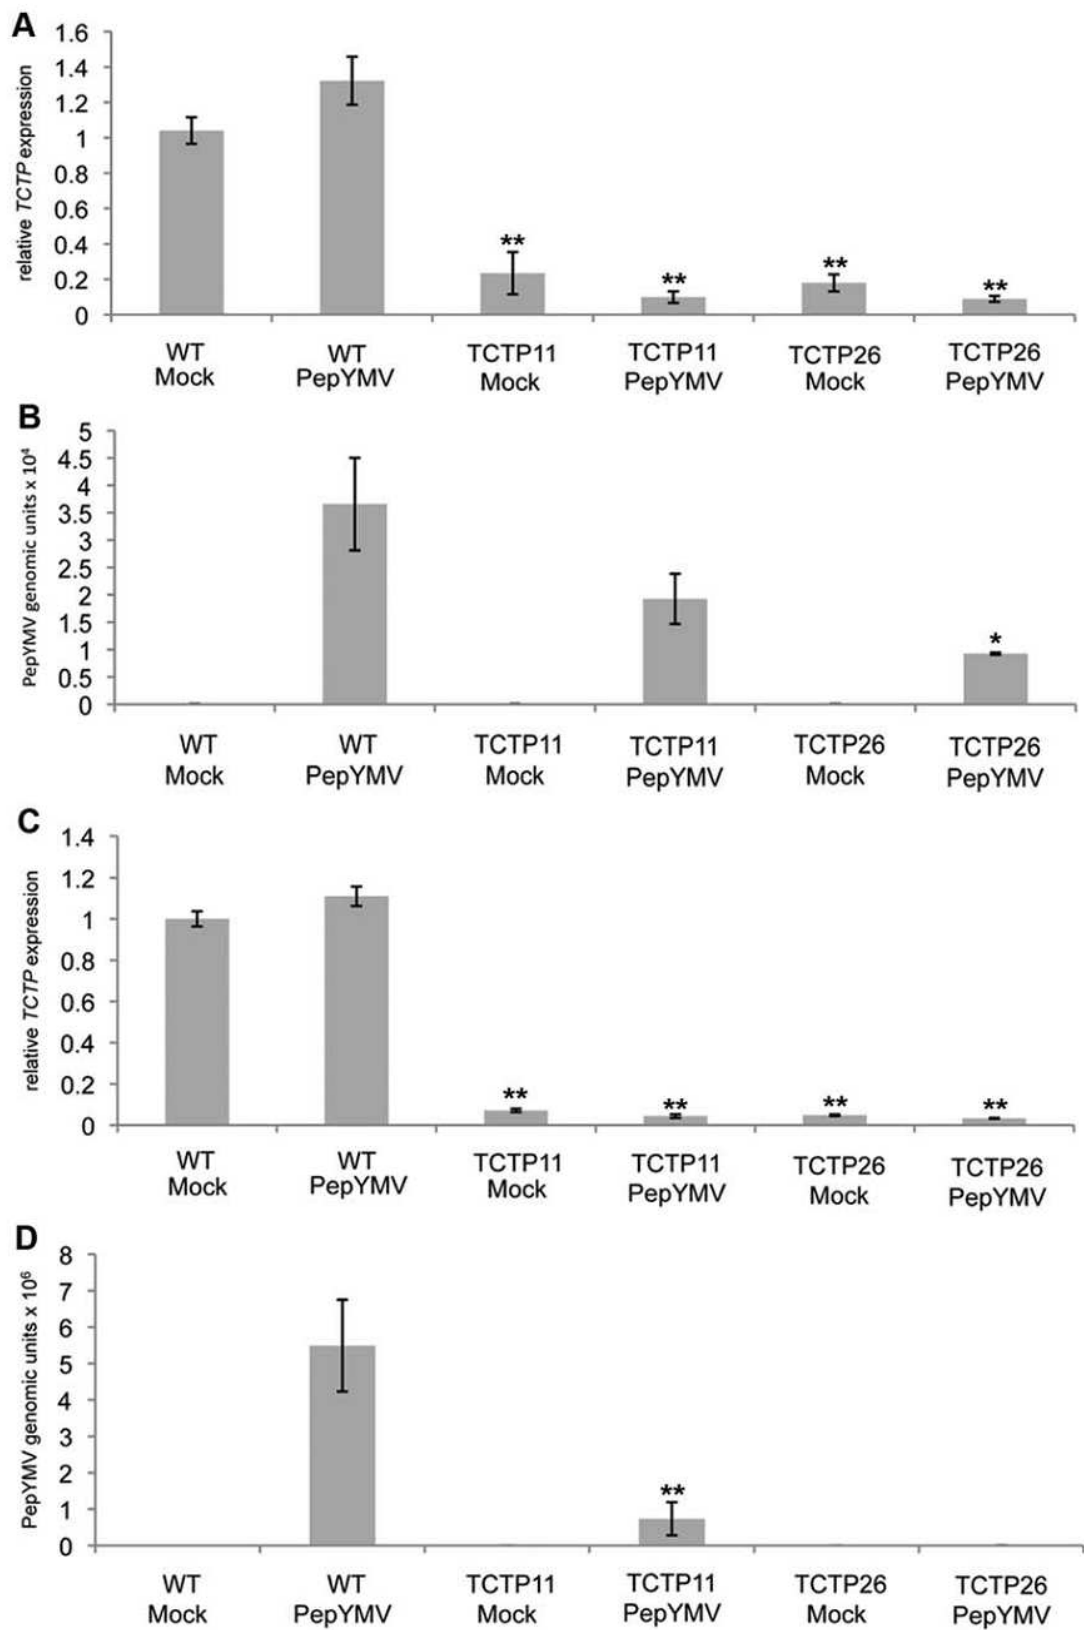 A
relative TCTP expression
1.6
1.4
1.2
1
0.8
0.6
0.4
0.2
0
**
**
**
**
WT
Mock
WT
PepYMV
TCTP11
Mock
TCTP11
PepYMV
TCTP26
Mock
TCTP26
PepYMV
B
PepYMV genomic units x 10⁴
5
4.5
4
3.5
3
2.5
2
1.5
1
0.5
0
*
WT
Mock
WT
PepYMV
TCTP11
Mock
TCTP11
PepYMV
TCTP26
Mock
TCTP26
PepYMV
C
relative TCTP expression
1.4
1.2
1
0.8
0.6
0.4
0.2
0
**
**
**
**
WT
Mock
WT
PepYMV
TCTP11
Mock
TCTP11
PepYMV
TCTP26
Mock
TCTP26
PepYMV
D
PepYMV genomic units x 10⁶
8
7
6
5
4
3
2
1
0
**
WT
Mock
WT
PepYMV
TCTP11
Mock
TCTP11
PepYMV
TCTP26
Mock
TCTP26
PepYMV